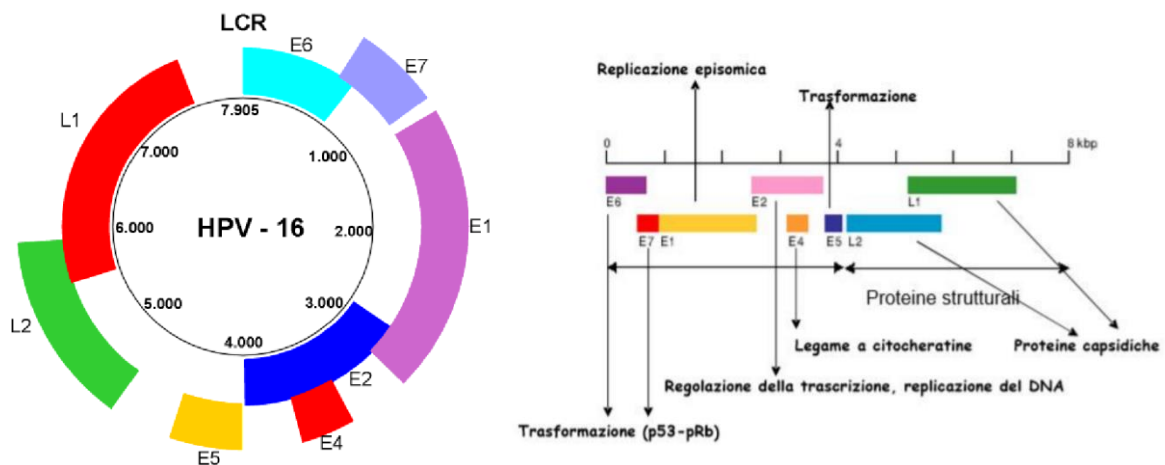 LCR
E6
E7
L1
7.905
7.000
1.000
HPV - 16
6.000
2.000
E1
5.000
3.000
4.000
L2
E2
E4
E5
Replicazione episomica
Trasformazione
0
4
8 kbp
E6
E2
L1
E7
E1
E4
E5
L2
Proteine strutturali
Legame a citocheratine
Proteine capsidiche
Regolazione della trascrizione, replicazione del DNA
Trasformazione (p53-pRb)